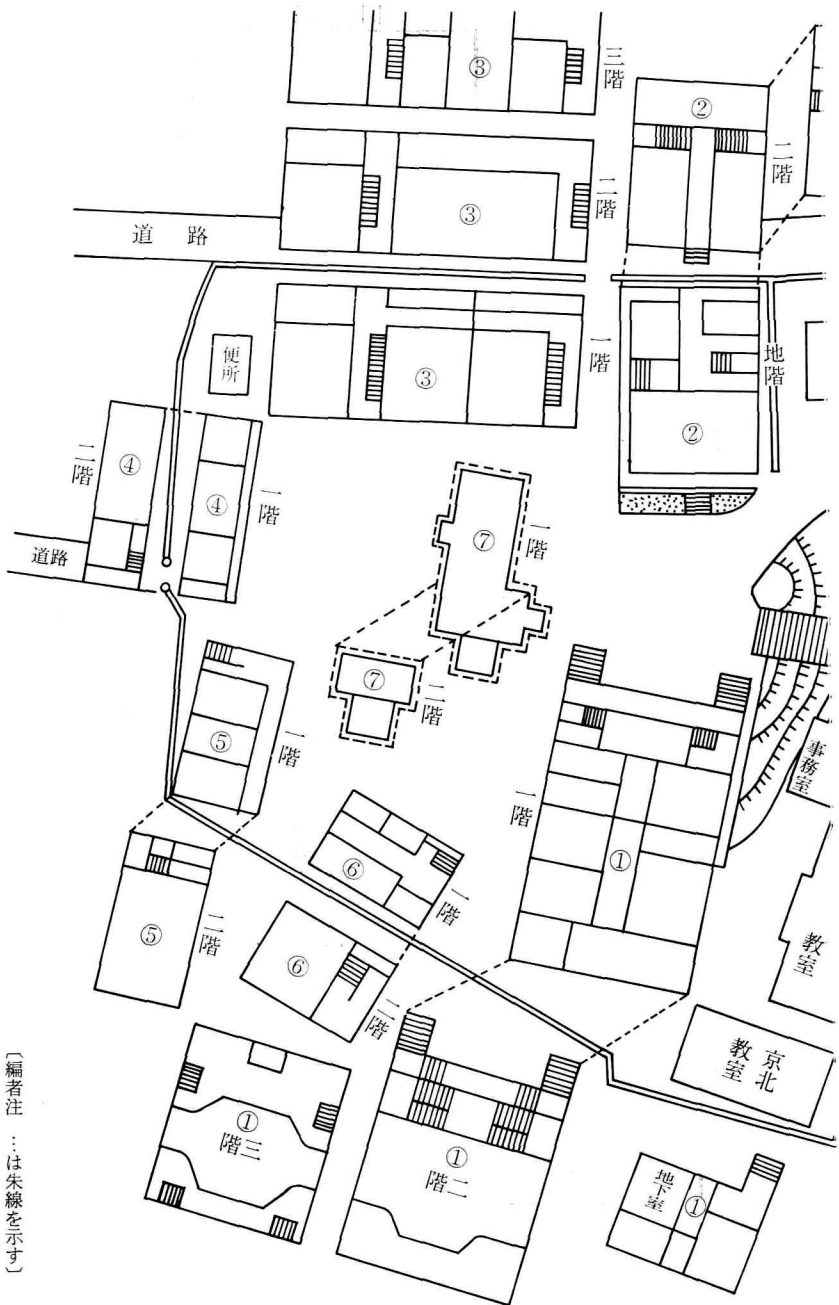 ③
三階
②
二階
③
二階
道路
便所
③
一階
地階
②
④
二階
④
一階
道路
⑦
一階
⑦
二階
⑤
一階
事務室
一階
①
⑥
一階
教室
⑤
二階
⑥
二階
京北教室
①
階三
①
階二
地下室
①
〔編者注 …は朱線を示す〕